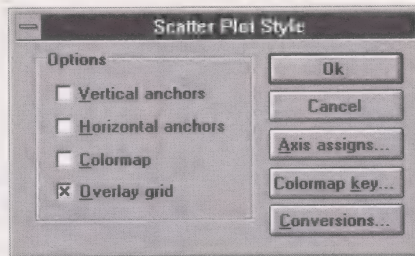 Scatter Plot Style
Options
Vertical anchors
Horizontal anchors
Colormap
Overlay grid
Ok
Cancel
Axis assigns...
Colormap key...
Conversions...